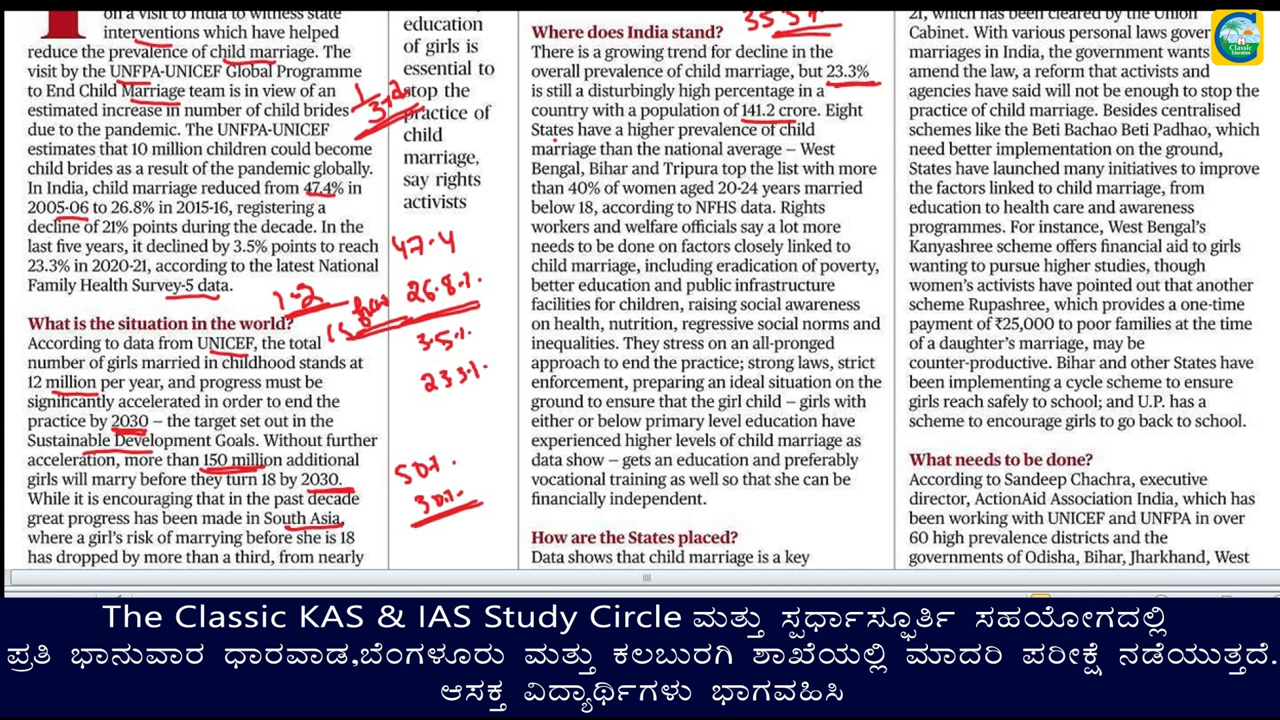 on a visit to India to witness state
interventions which have helped
reduce the prevalence of child marriage. The
visit by the UNFPA-UNICEF Global Programme
to End Child Marriage team is in view of an
estimated increase in number of child brides
due to the pandemic. The UNFPA-UNICEF
estimates that 10 million children could become
child brides as a result of the pandemic globally.
In India, child marriage reduced from 47.4% in
2005-06 to 26.8% in 2015-16, registering a
decline of 21% points during the decade. In the
last five years, it declined by 3.5% points to reach
23.3% in 2020-21, according to the latest National
Family Health Survey-5 data.
What is the situation in the world?
According to data from UNICEF, the total
number of girls married in childhood stands at
12 million per year, and progress must be
significantly accelerated in order to end the
practice by 2030 – the target set out in the
Sustainable Development Goals. Without further
acceleration, more than 150 million additional
girls will marry before they turn 18 by 2030.
While it is encouraging that in the past decade
great progress has been made in South Asia,
where a girl's risk of marrying before she is 18
has dropped by more than a third, from nearly
education
of girls is
essential to
stop the
practice of
child
marriage,
say rights
activists
47.4
26.8%
3.5%
233%
50%
30%
1-2
Where does India stand?
There is a growing trend for decline in the
overall prevalence of child marriage, but 23.3%
is still a disturbingly high percentage in a
country with a population of 141.2 crore. Eight
States have a higher prevalence of child
marriage than the national average – West
Bengal, Bihar and Tripura top the list with more
than 40% of women aged 20-24 years married
below 18, according to NFHS data. Rights
workers and welfare officials say a lot more
needs to be done on factors closely linked to
child marriage, including eradication of poverty,
better education and public infrastructure
facilities for children, raising social awareness
on health, nutrition, regressive social norms and
inequalities. They stress on an all-pronged
approach to end the practice; strong laws, strict
enforcement, preparing an ideal situation on the
ground to ensure that the girl child – girls with
either or below primary level education have
experienced higher levels of child marriage as
data show – gets an education and preferably
vocational training as well so that she can be
financially independent.
How are the States placed?
Data shows that child marriage is a key
21, which has been cleared by the Union
Cabinet. With various personal laws gover
marriages in India, the government wants
amend the law, a reform that activists and
agencies have said will not be enough to stop the
practice of child marriage. Besides centralised
schemes like the Beti Bachao Beti Padhao, which
need better implementation on the ground,
States have launched many initiatives to improve
the factors linked to child marriage, from
education to health care and awareness
programmes. For instance, West Bengal's
Kanyashree scheme offers financial aid to girls
wanting to pursue higher studies, though
women's activists have pointed out that another
scheme Rupashree, which provides a one-time
payment of ₹25,000 to poor families at the time
of a daughter's marriage, may be
counter-productive. Bihar and other States have
been implementing a cycle scheme to ensure
girls reach safely to school; and U.P. has a
scheme to encourage girls to go back to school.
What needs to be done?
According to Sandeep Chachra, executive
director, ActionAid Association India, which has
been working with UNICEF and UNFPA in over
60 high prevalence districts and the
governments of Odisha, Bihar, Jharkhand, West
Classic
Education
The Classic KAS & IAS Study Circle ಮತ್ತು ಸ್ಪರ್ಧಾಸ್ಫೂರ್ತಿ ಸಹಯೋಗದಲ್ಲಿ
ಪ್ರತಿ ಭಾನುವಾರ ಧಾರವಾಡ,ಬೆಂಗಳೂರು ಮತ್ತು ಕಲಬುರಗಿ ಶಾಖೆಯಲ್ಲಿ ಮಾದರಿ ಪರೀಕ್ಷೆ ನಡೆಯುತ್ತದೆ.
ಆಸಕ್ತ ವಿದ್ಯಾರ್ಥಿಗಳು ಭಾಗವಹಿಸಿ